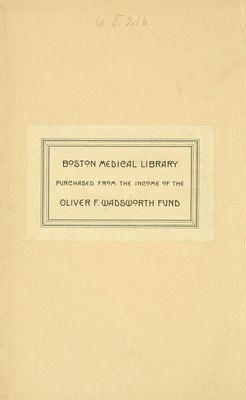 6. J. 216.
BOSTON MEDICAL LIBRARY
PURCHASED FROM THE INCOME OF THE
OLIVER F. WADSWORTH FUND